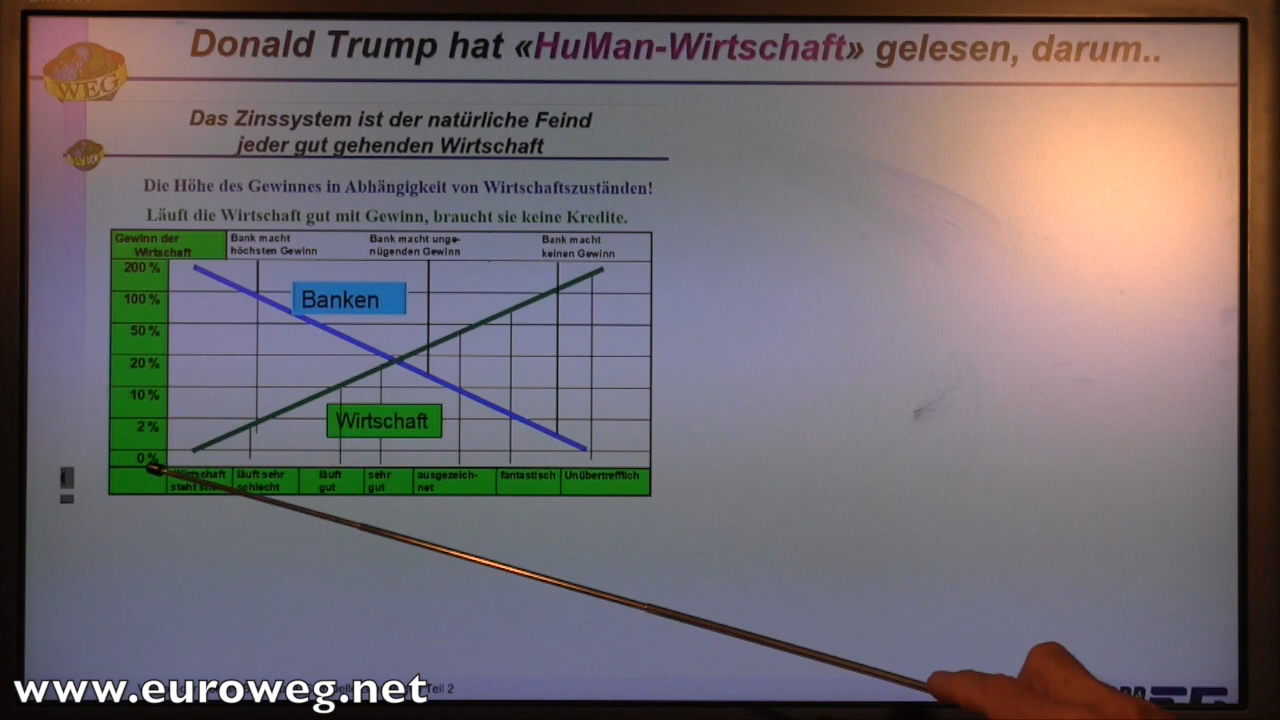 Donald Trump hat «HuMan-Wirtschaft» gelesen, darum..
WEG
Das Zinssystem ist der natürliche Feind
jeder gut gehenden Wirtschaft
WEG
Die Höhe des Gewinnes in Abhängigkeit von Wirtschaftszuständen!
Läuft die Wirtschaft gut mit Gewinn, braucht sie keine Kredite.
Gewinn der
Wirtschaft
Bank macht
höchsten Gewinn
Bank macht unge-
nügenden Gewinn
Bank macht
keinen Gewinn
200 %
100 %
50 %
20 %
10 %
2 %
0 %
Banken
Wirtschaft
Wirtschaft
steht
läuft sehr
schlecht
läuft
gut
sehr
gut
ausgezeich-
net
fantastisch
Unübertrefflich
Teil 2
www.euroweg.net